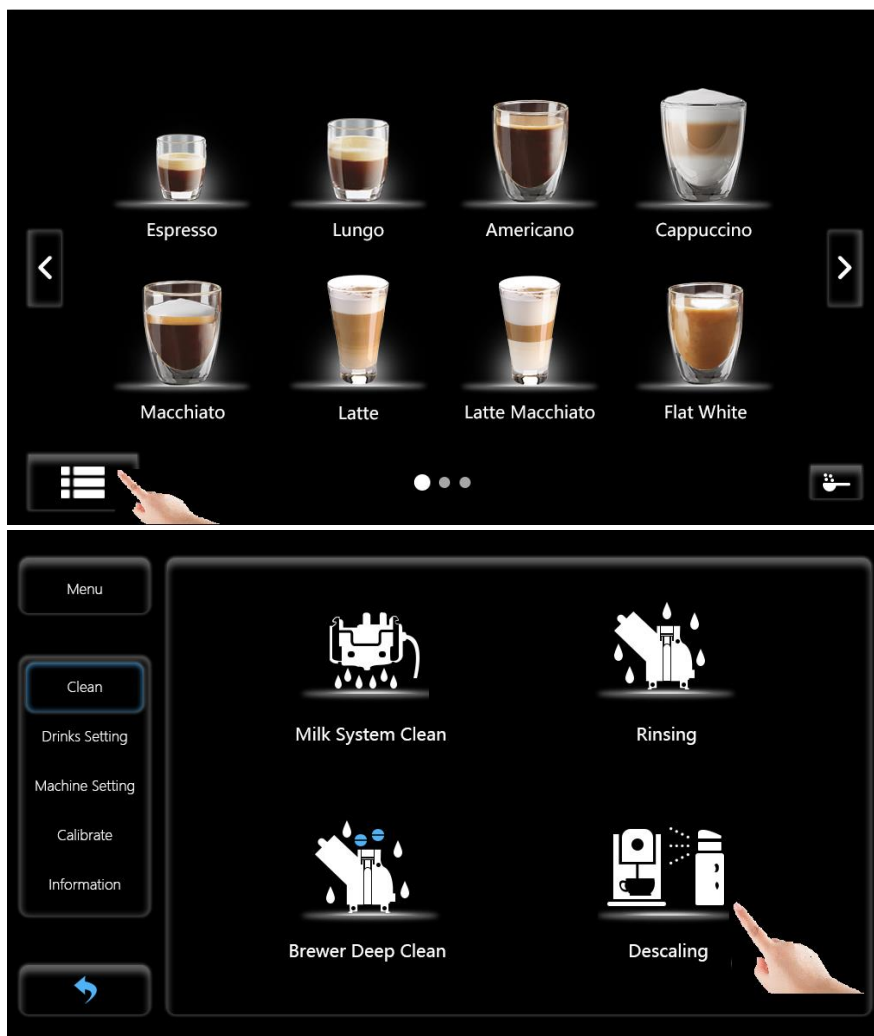 Espresso
Lungo
Americano
Cappuccino
Macchiato
Latte
Latte Macchiato
Flat White
Menu
Clean
Drinks Setting
Machine Setting
Calibrate
Information
Milk System Clean
Rinsing
Brewer Deep Clean
Descaling